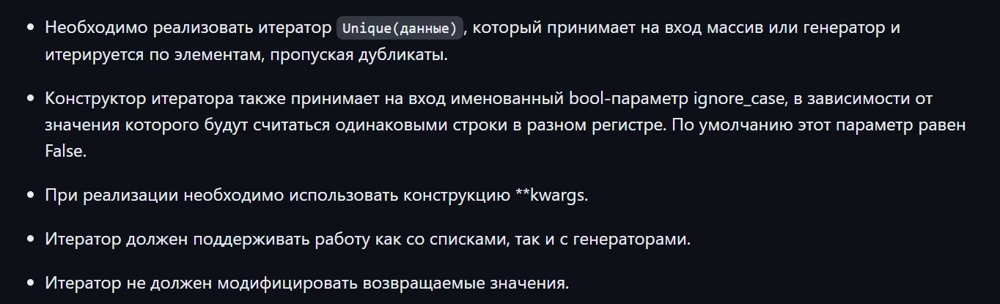 • Необходимо реализовать итератор Unique(данные), который принимает на вход массив или генератор и
итерируется по элементам, пропуская дубликаты.
• Конструктор итератора также принимает на вход именованный bool-параметр ignore_case, в зависимости от
значения которого будут считаться одинаковыми строки в разном регистре. По умолчанию этот параметр равен
False.
• При реализации необходимо использовать конструкцию **kwargs.
• Итератор должен поддерживать работу как со списками, так и с генераторами.
• Итератор не должен модифицировать возвращаемые значения.